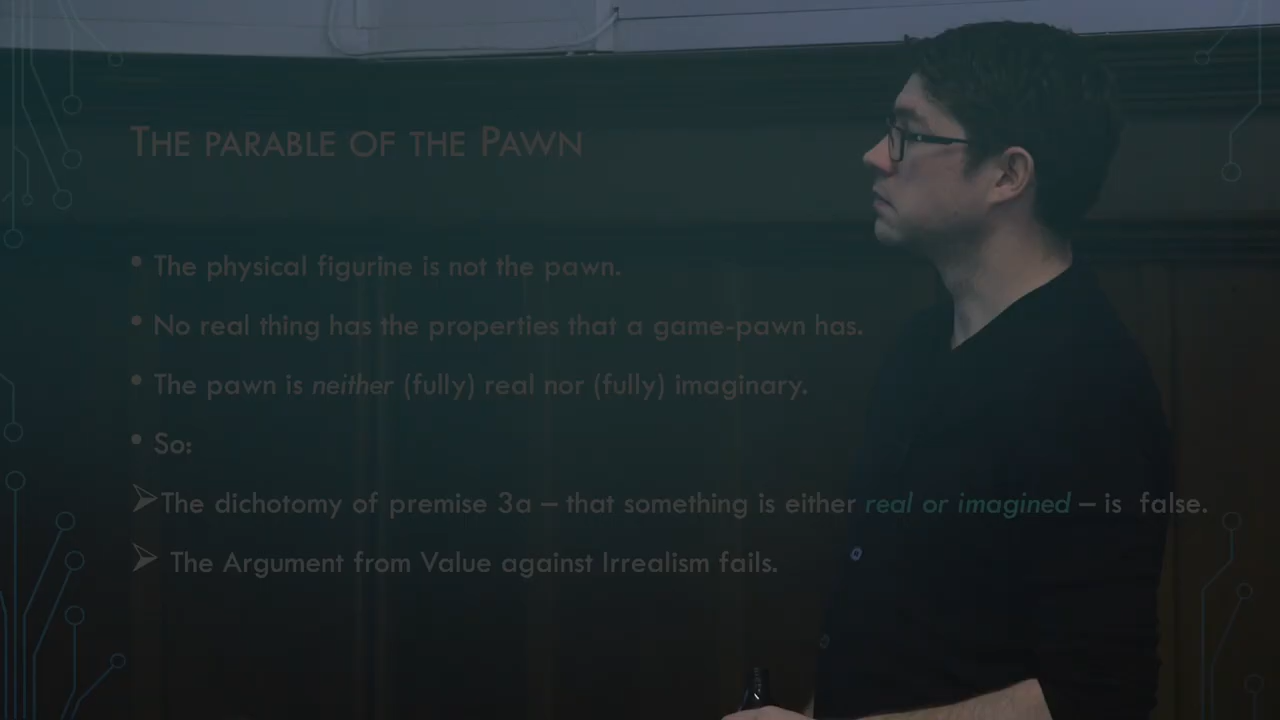 THE PARABLE OF THE PAWN
• The physical figurine is not the pawn.
• No real thing has the properties that a game-pawn has.
• The pawn is neither (fully) real nor (fully) imaginary.
• So:
➢ The dichotomy of premise 3a – that something is either real or imagined – is false.
➢ The Argument from Value against Irrealism fails.